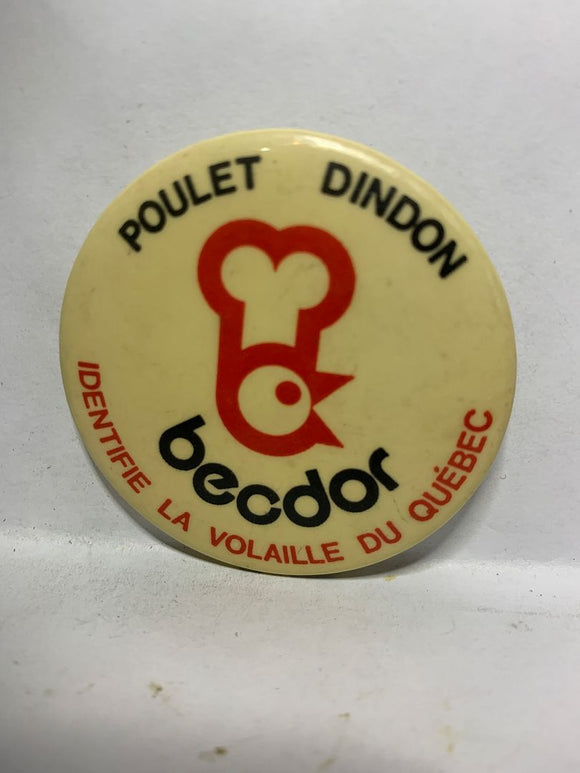 POULET DINDON
becdor
IDENTIFIE LA VOLAILLE DU QUÉBEC